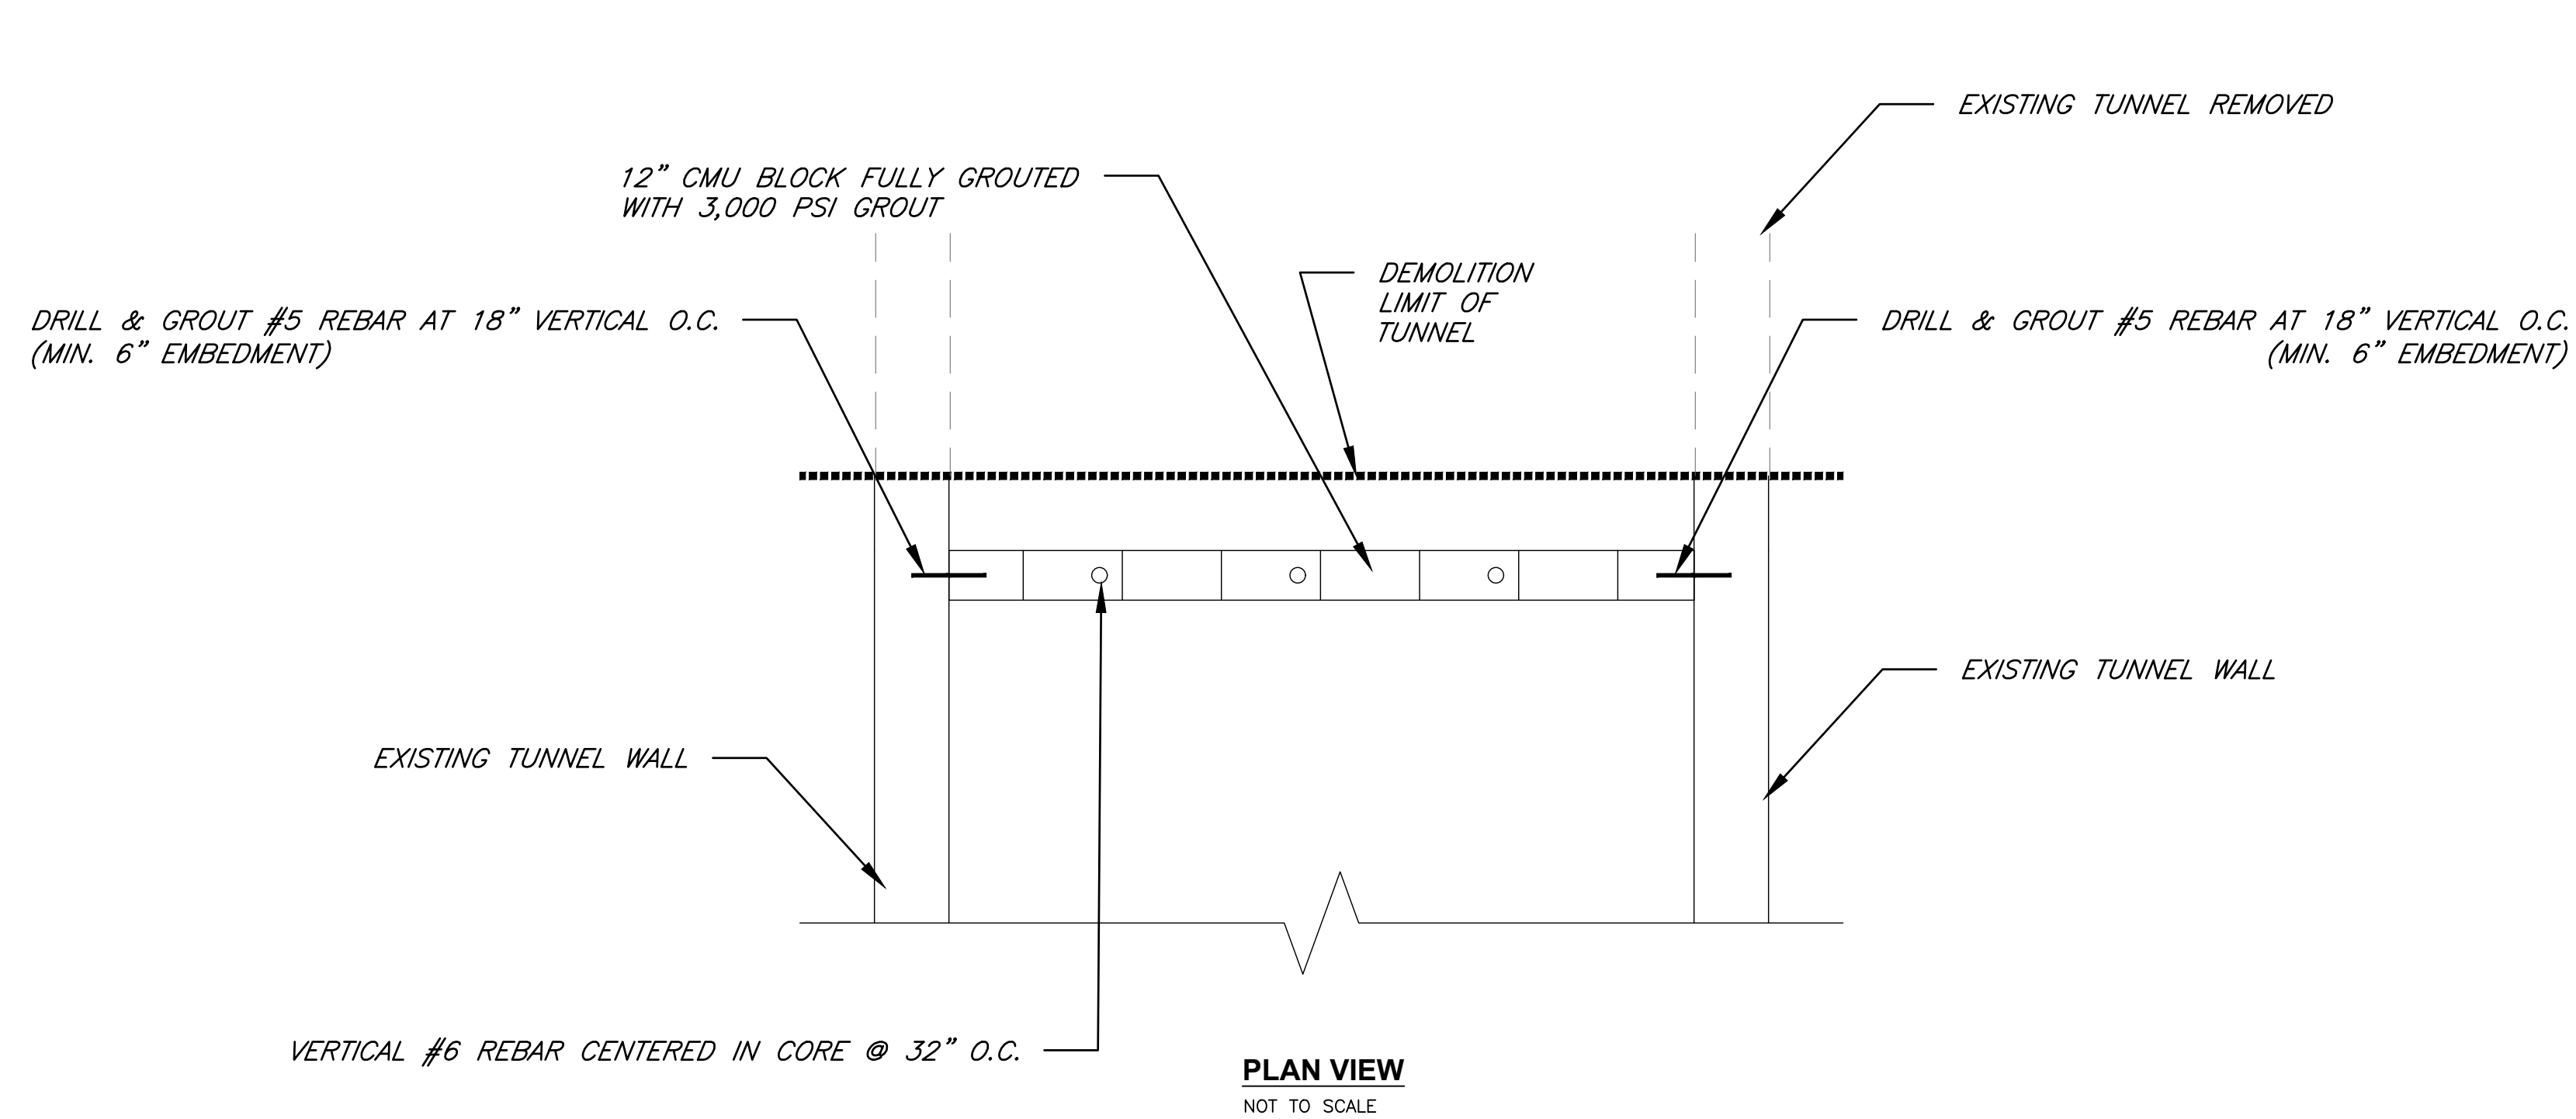 EXISTING TUNNEL REMOVED
12" CMU BLOCK FULLY GROUTED
WITH 3,000 PSI GROUT
DEMOLITION
LIMIT OF
TUNNEL
DRILL & GROUT #5 REBAR AT 18" VERTICAL O.C.
(MIN. 6" EMBEDMENT)
DRILL & GROUT #5 REBAR AT 18" VERTICAL O.C.
(MIN. 6" EMBEDMENT)
EXISTING TUNNEL WALL
EXISTING TUNNEL WALL
VERTICAL #6 REBAR CENTERED IN CORE @ 32" O.C.
PLAN VIEW
NOT TO SCALE